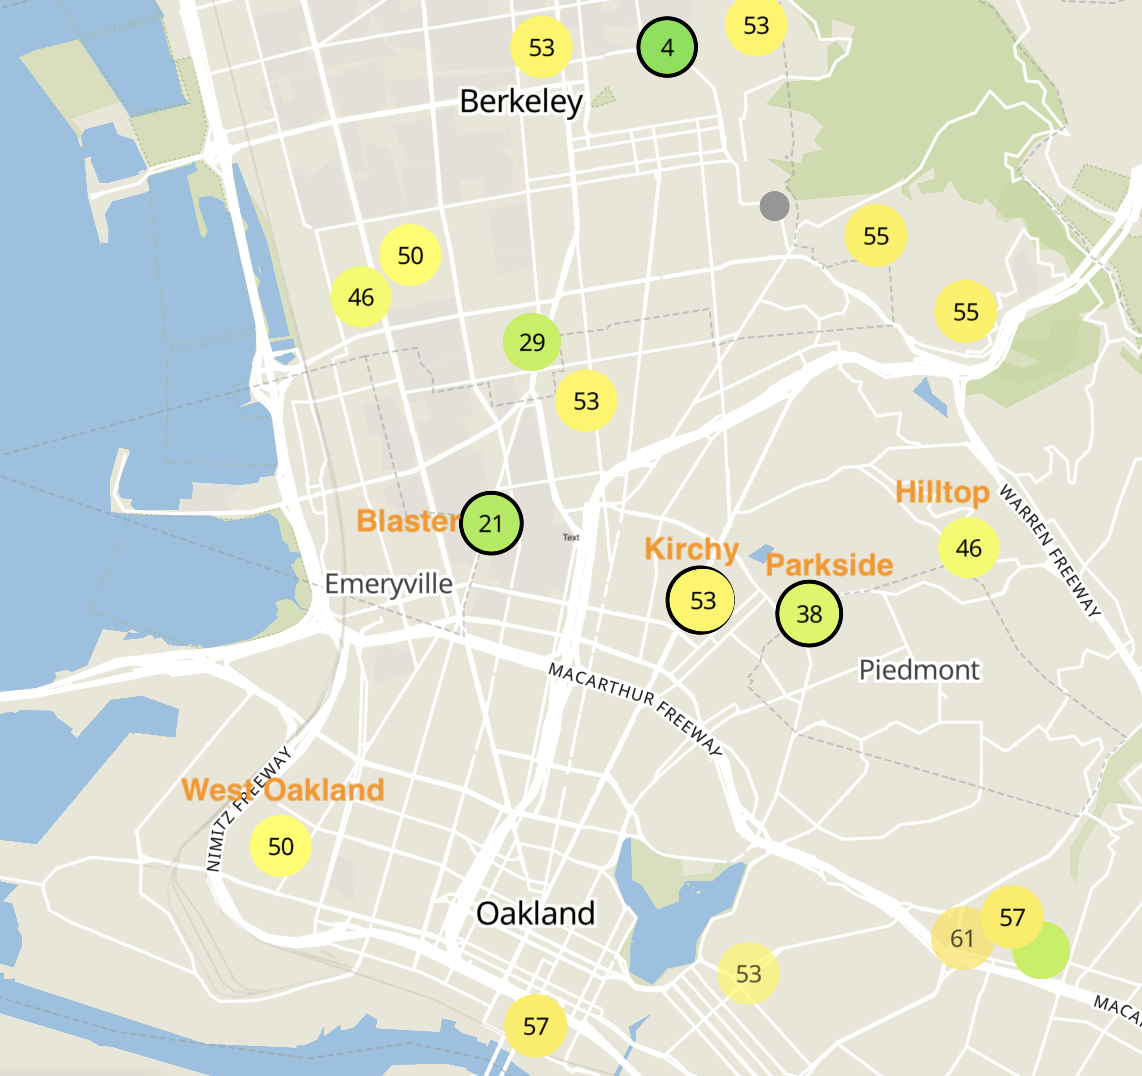 53
4
53
Berkeley
55
50
46
55
29
53
Hilltop
WARREN FREEWAY
Blaster 21
Text
Kirchy
46
Parkside
Emeryville
53
38
Piedmont
MACARTHUR FREEWAY
NIMITZ FREEWAY
West Oakland
50
Oakland
57
61
53
MACAR
57